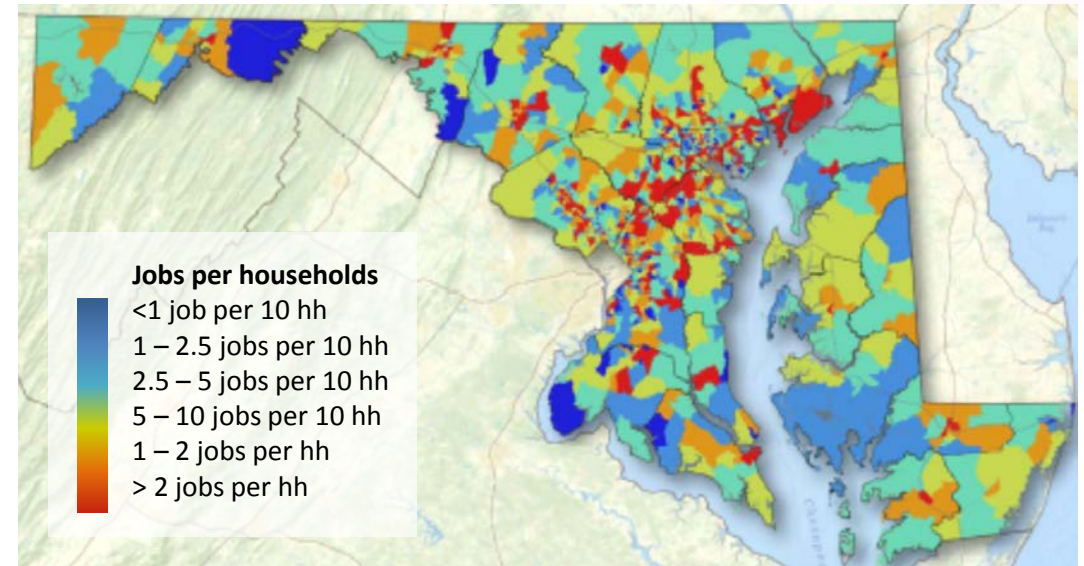 Jobs per households
<1 job per 10 hh
1 – 2.5 jobs per 10 hh
2.5 – 5 jobs per 10 hh
5 – 10 jobs per 10 hh
1 – 2 jobs per hh
> 2 jobs per hh